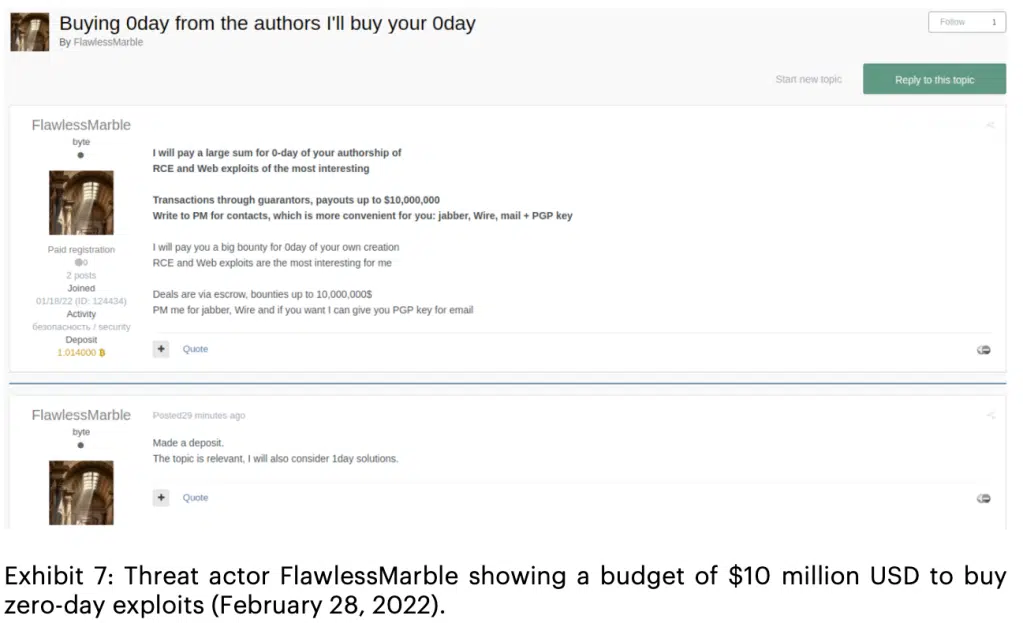 Buying 0day from the authors I'll buy your 0day
By FlawlessMarble
Follow 1
Start new topic
Reply to this topic
FlawlessMarble
byte
Paid registration
0
2 posts
Joined
01/18/22 (ID: 124434)
Activity
безопасность / security
Deposit
1.014000 ₿
I will pay a large sum for 0-day of your authorship of
RCE and Web exploits of the most interesting
Transactions through guarantors, payouts up to $10,000,000
Write to PM for contacts, which is more convenient for you: jabber, Wire, mail + PGP key
I will pay you a big bounty for 0day of your own creation
RCE and Web exploits are the most interesting for me
Deals are via escrow, bounties up to 10,000,000$
PM me for jabber, Wire and if you want I can give you PGP key for email
+ Quote
FlawlessMarble
byte
Posted29 minutes ago
Made a deposit.
The topic is relevant, I will also consider 1day solutions.
+ Quote
Exhibit 7: Threat actor FlawlessMarble showing a budget of $10 million USD to buy
zero-day exploits (February 28, 2022).